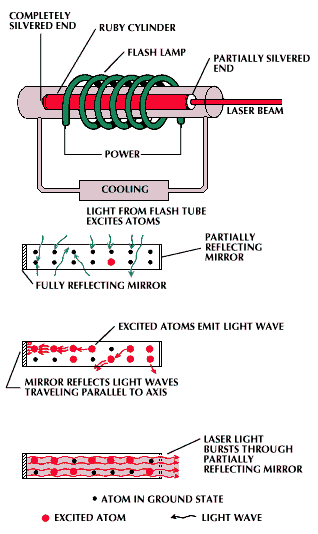 COMPLETELY
SILVERED END
RUBY CYLINDER
FLASH LAMP
PARTIALLY SILVERED
END
LASER BEAM
POWER
COOLING
LIGHT FROM FLASH TUBE
EXCITES ATOMS
PARTIALLY
REFLECTING
MIRROR
FULLY REFLECTING MIRROR
EXCITED ATOMS EMIT LIGHT WAVE
MIRROR REFLECTS LIGHT WAVES
TRAVELING PARALLEL TO AXIS
LASER LIGHT
BURSTS THROUGH
PARTIALLY
REFLECTING MIRROR
ATOM IN GROUND STATE
EXCITED ATOM
LIGHT WAVE